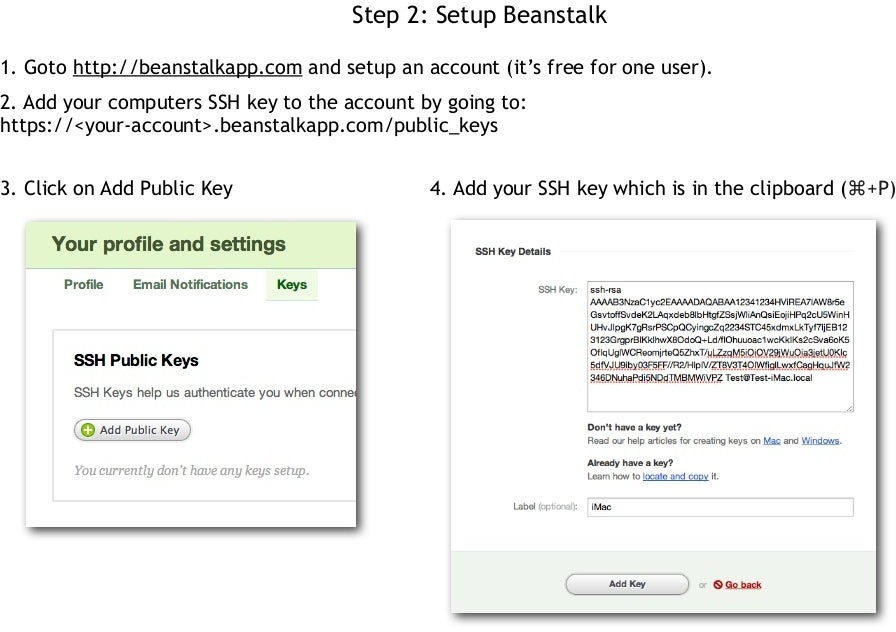 Step 2: Setup Beanstalk
1. Goto http://beanstalkapp.com and setup an account (it’s free for one user).
2. Add your computers SSH key to the account by going to:
https://<your-account>.beanstalkapp.com/public_keys
3. Click on Add Public Key
4. Add your SSH key which is in the clipboard (⌘+P)
Your profile and settings
Profile Email Notifications Keys
SSH Public Keys
SSH Keys help us authenticate you when connec
Add Public Key
You currently don't have any keys setup.
SSH Key Details
SSH Key: ssh-rsa
Test@Test-iMac.local
Don't have a key yet?
Read our help articles for creating keys on Mac and Windows.
Already have a key?
Learn how to locate and copy it.
Label (optional): iMac
Add Key or Go back